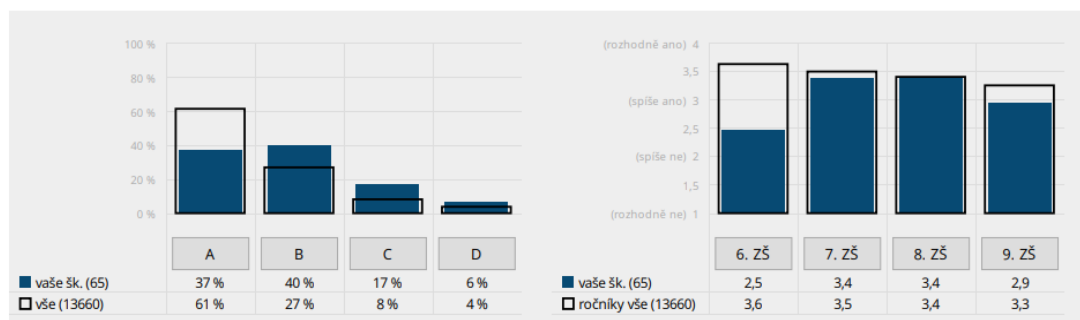 100 %
80 %
60 %
40 %
20 %
0 %
A B C D
vaše šk. (65) 37 % 40 % 17 % 6 %
vše (13660) 61 % 27 % 8 % 4 %
(rozhodně ano) 4
3,5
(spíše ano) 3
2,5
(spíše ne) 2
1,5
(rozhodně ne) 1
6. ZŠ 7. ZŠ 8. ZŠ 9. ZŠ
vaše šk. (65) 2,5 3,4 3,4 2,9
ročníky vše (13660) 3,6 3,5 3,4 3,3